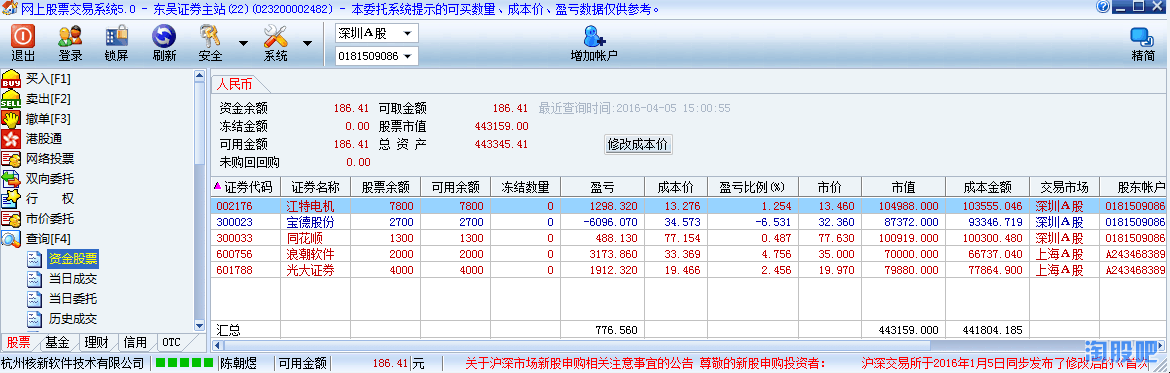 网上股票交易系统5.0 - 东吴证券主站(22)(023200002482) - 本委托系统提示的可买数量、成本价、盈亏数据仅供参考。
退出 登录 锁屏 刷新 安全 系统 深圳A股 0181509086 增加帐户 精简
买入[F1]
卖出[F2]
撤单[F3]
港股通
网络投票
双向委托
行 权
市价委托
查询[F4]
资金股票
当日成交
当日委托
历史成交
股票 基金 理财 信用 OTC
人民币
资金余额 186.41 可取金额 186.41 最近查询时间:2016-04-05 15:00:55
冻结金额 0.00 股票市值 443159.00
可用金额 186.41 总 资 产 443345.41 修改成本价
未购回回购 0.00
证券代码 证券名称 股票余额 可用余额 冻结数量 盈亏 成本价 盈亏比例(%) 市价 市值 成本金额 交易市场 股东帐户
002176 江特电机 7800 7800 0 1298.320 13.276 1.254 13.460 104988.000 103555.046 深圳A股 0181509086
300023 宝德股份 2700 2700 0 -6096.070 34.573 -6.531 32.360 87372.000 93346.719 深圳A股 0181509086
300033 同花顺 1300 1300 0 488.130 77.154 0.487 77.630 100919.000 100300.480 深圳A股 0181509086
600756 浪潮软件 2000 2000 0 3173.860 33.369 4.756 35.000 70000.000 66737.040 上海A股 A243468389
601788 光大证券 4000 4000 0 1912.320 19.466 2.456 19.970 79880.000 77864.900 上海A股 A243468389
汇总 776.560 443159.000 441804.185
杭州核新软件技术有限公司 陈朝煜 可用金额 186.41 元 关于沪深市场新股申购相关注意事宜的公告 尊敬的新股申购投资者： 沪深交易所于2016年1月5日同步发布了修改后的《首次
淘股吧